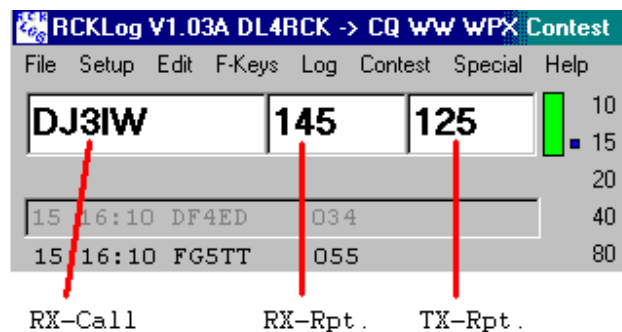 RCKLog V1.03A DL4RCK -> CQ WW WPX Contest
File Setup Edit F-Keys Log Contest Special Help
DJ3IW 145 125 10
15
20
15 16:10 DF4ED 034 40
15 16:10 FG5TT 055 80
RX-Call RX-Rpt. TX-Rpt.